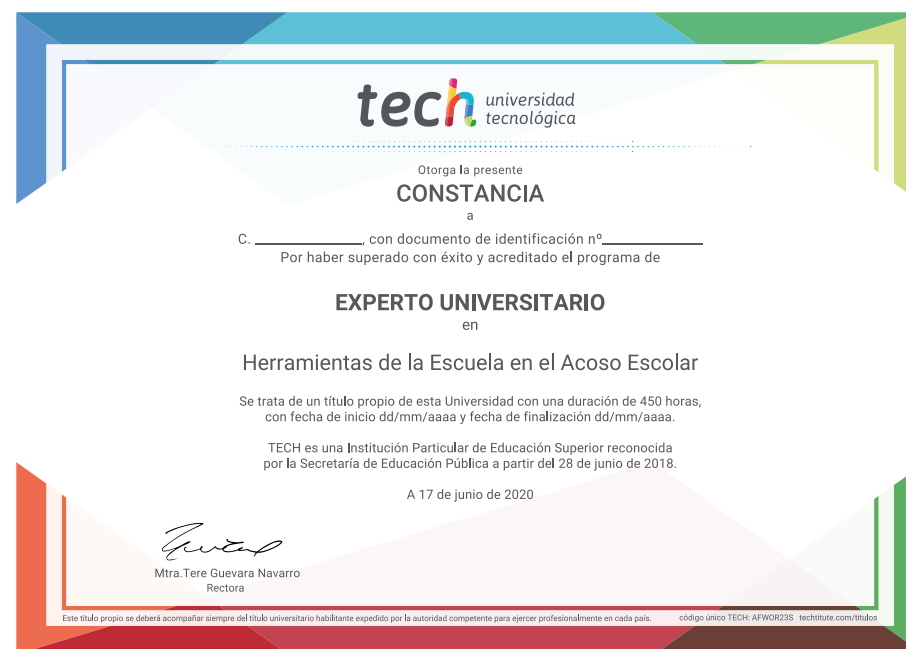 tech universidad
tecnológica
Otorga la presente
CONSTANCIA
a
C. ______________, con documento de identificación nº_____________
Por haber superado con éxito y acreditado el programa de
EXPERTO UNIVERSITARIO
en
Herramientas de la Escuela en el Acoso Escolar
Se trata de un título propio de esta Universidad con una duración de 450 horas,
con fecha de inicio dd/mm/aaaa y fecha de finalización dd/mm/aaaa.
TECH es una Institución Particular de Educación Superior reconocida
por la Secretaría de Educación Pública a partir del 28 de junio de 2018.
A 17 de junio de 2020
Mtra.Tere Guevara Navarro
Rectora
Este título propio se deberá acompañar siempre del título universitario habilitante expedido por la autoridad competente para ejercer profesionalmente en cada país. código único TECH: AFWOR23S techtitute.com/titulos